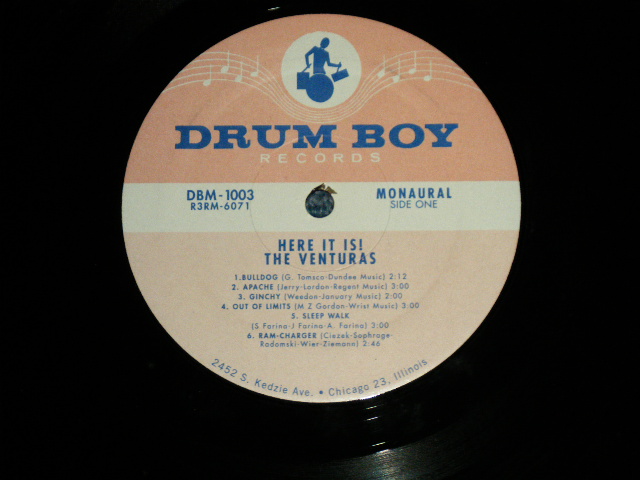 DRUM BOY
RECORDS
DBM-1003
R3RM-6071
MONAURAL
SIDE ONE
HERE IT IS!
THE VENTURAS
1.BULLDOG (G. Tomsco-Dundee Music) 2:12
2. APACHE (Jerry-Lordon-Regent Music) 3:00
3. GINCHY (Weedon-January Music) 2:00
4. OUT OF LIMITS (M Z Gordon-Wrist Music) 3:00
5. SLEEP WALK
(S Farina-J Farina-A. Farina) 3:00
6. RAM-CHARGER (Ciezek-Saphroge-
Radomski-Wier-Ziemann) 2:46
2452 S. Kedzie Ave. • Chicago 23, Illinois